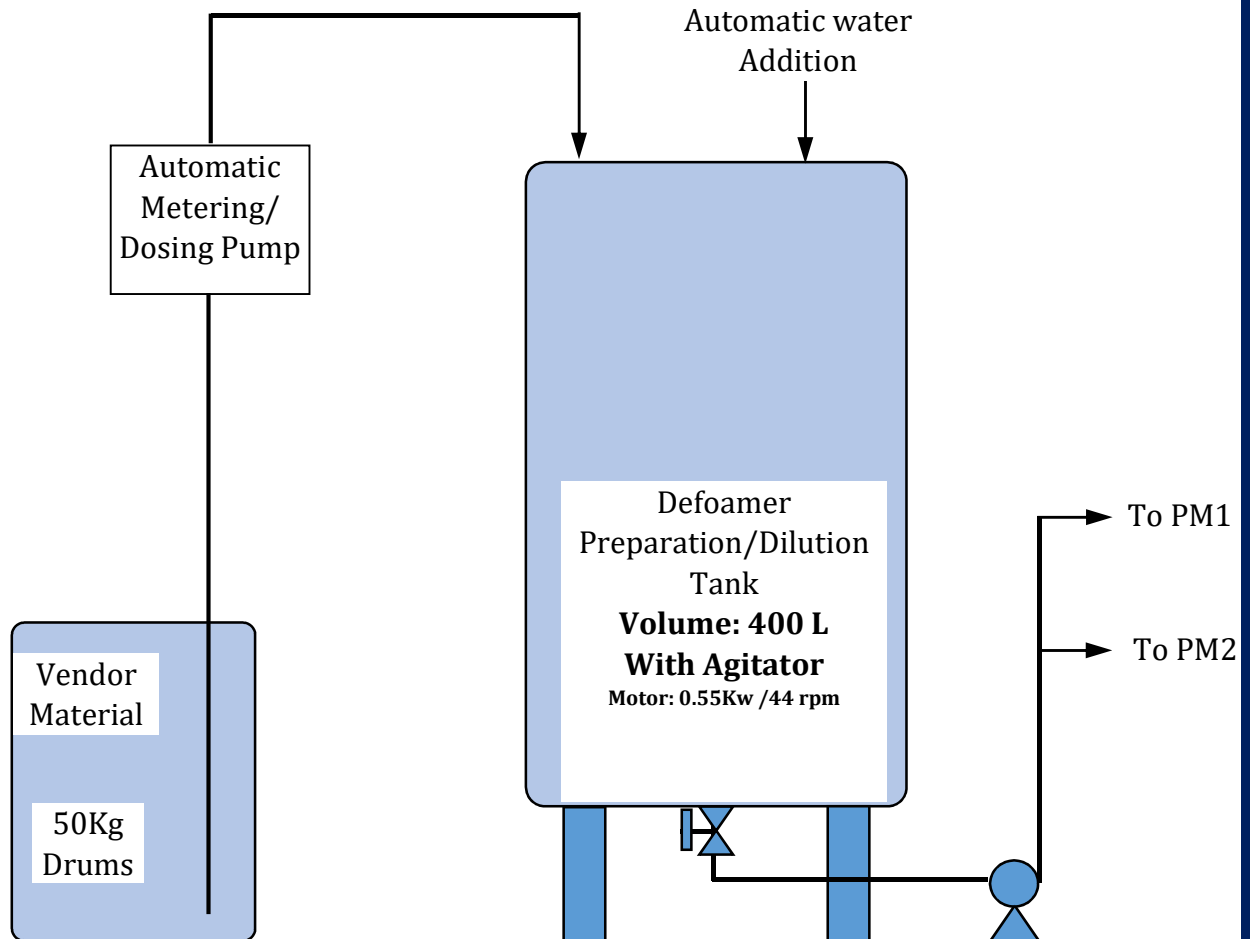 Automatic water
Addition
Automatic
Metering/
Dosing Pump
Defoamer
Preparation/Dilution
Tank
Volume: 400 L
With Agitator
Motor: 0.55Kw /44 rpm
To PM1
To PM2
Vendor
Material
50Kg
Drums